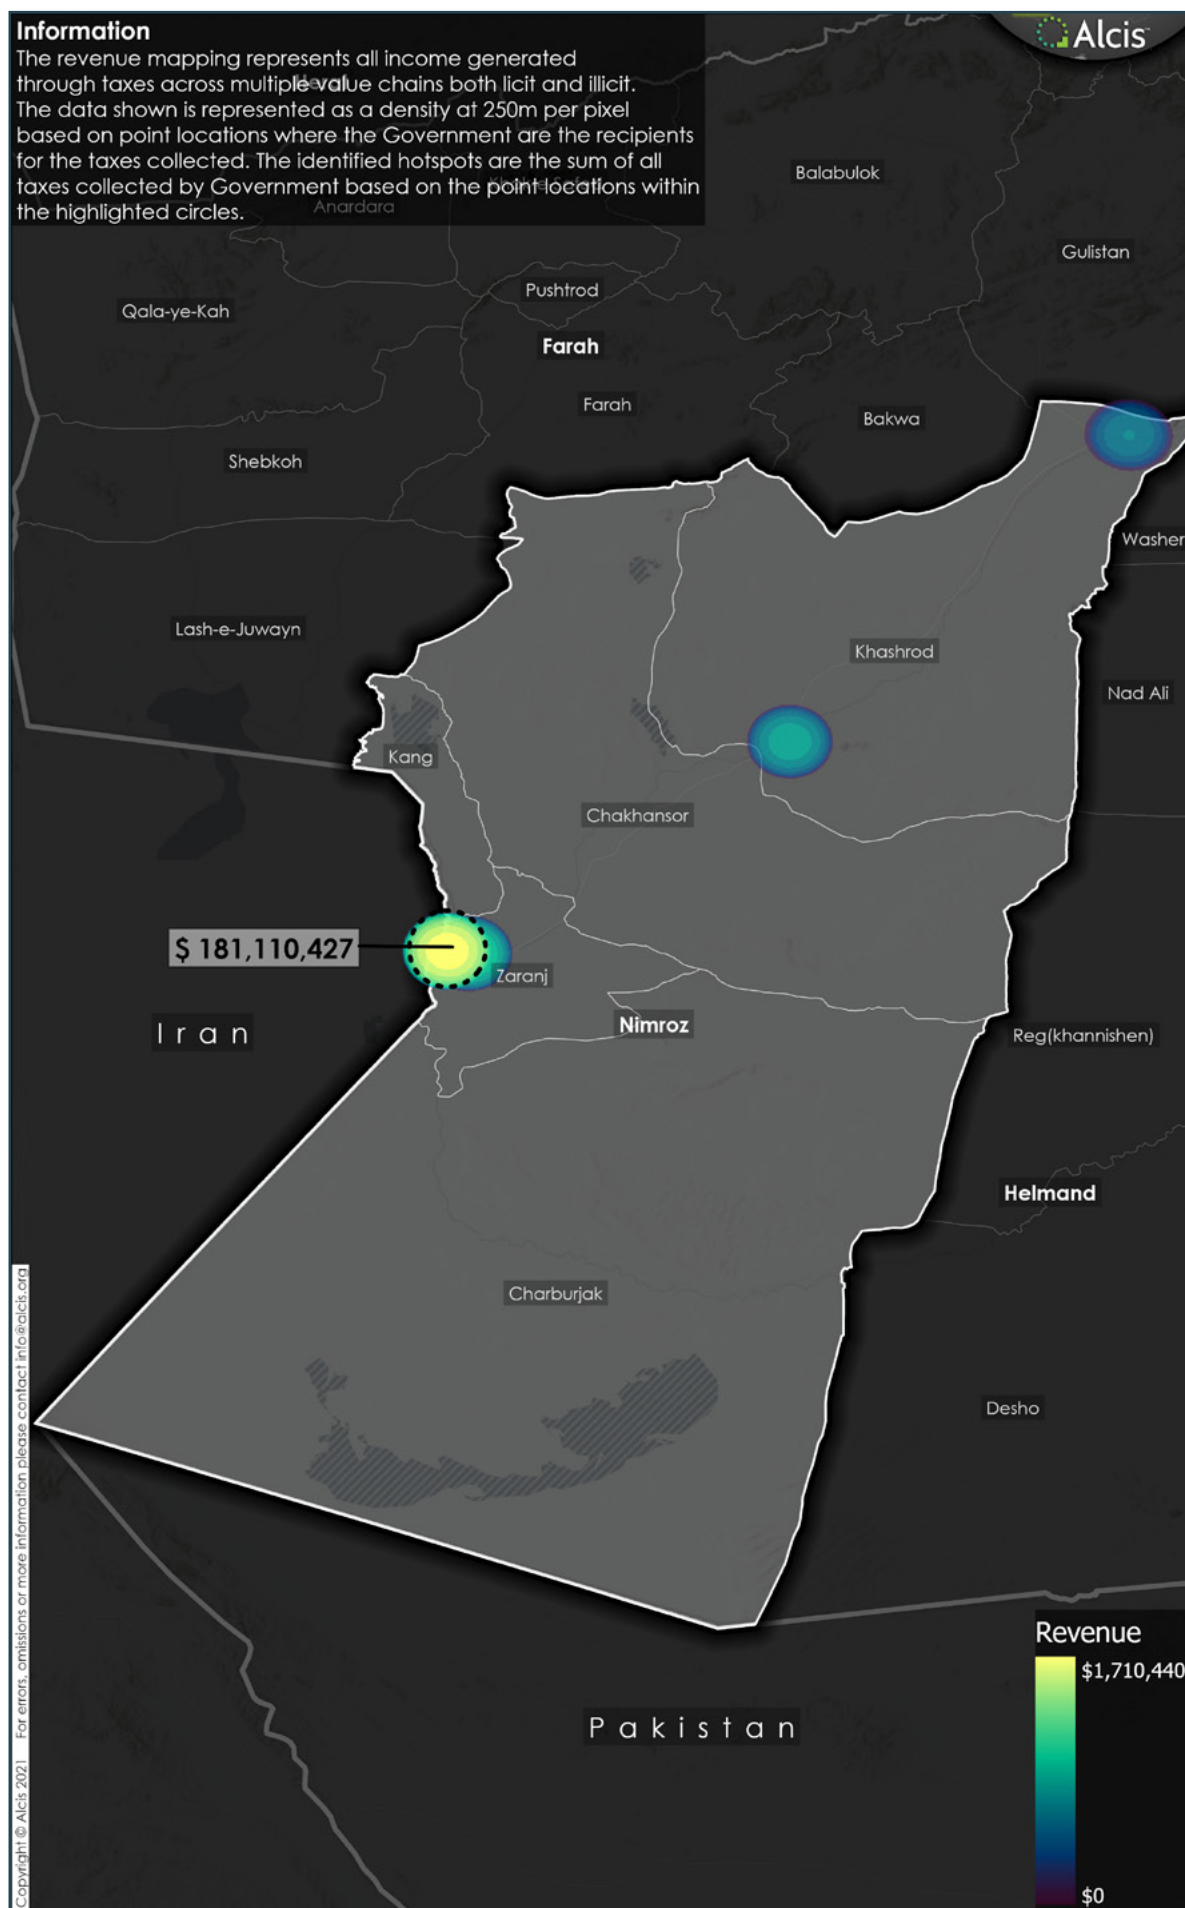 Information
The revenue mapping represents all income generated
through taxes across multiple value chains both licit and illicit.
The data shown is represented as a density at 250m per pixel
based on point locations where the Government are the recipients
for the taxes collected. The identified hotspots are the sum of all
taxes collected by Government based on the point locations within
the highlighted circles.
Alcis
Herat
Anardara
Balabulok
Gulistan
Qala-ye-Kah
Pushtrod
Farah
Farah
Bakwa
Shebkoh
Washer
Lash-e-Juwayn
Khashrod
Nad Ali
Kang
Chakhansor
$ 181,110,427
Zaranj
Iran
Nimroz
Reg(khannishen)
Helmand
Charburjak
Desho
Pakistan
Revenue
$1,710,440
$0
Copyright © Alcis 2021 For errors, omissions or more information please contact info@alcis.org